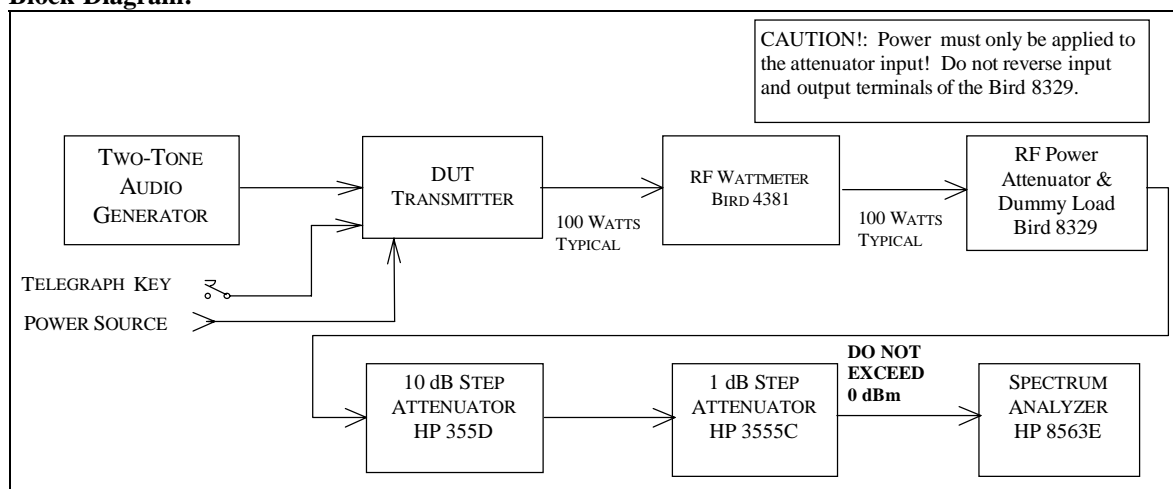 Block Diagram:
CAUTION!: Power must only be applied to
the attenuator input! Do not reverse input
and output terminals of the Bird 8329.
TWO-TONE
AUDIO
GENERATOR
DUT
TRANSMITTER
100 WATTS
TYPICAL
RF WATTMETER
BIRD 4381
100 WATTS
TYPICAL
RF Power
Attenuator &
Dummy Load
Bird 8329
TELEGRAPH KEY
POWER SOURCE
10 dB STEP
ATTENUATOR
HP 355D
1 dB STEP
ATTENUATOR
HP 3555C
DO NOT
EXCEED
0 dBm
SPECTRUM
ANALYZER
HP 8563E